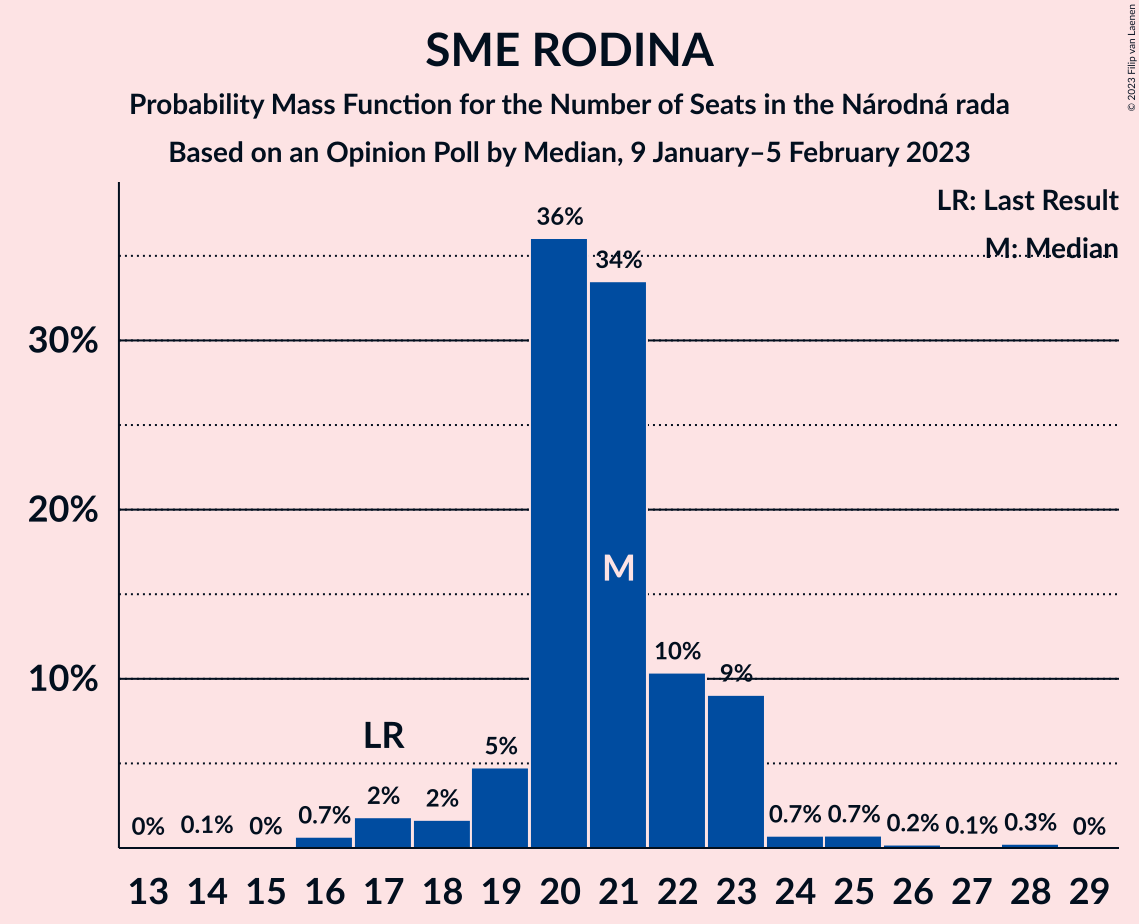 SME RODINA
Probability Mass Function for the Number of Seats in the Národná rada
Based on an Opinion Poll by Median, 9 January–5 February 2023
© 2023 Filip van Laenen
LR: Last Result
M: Median
30%
20%
10%
0%
0.1%
0%
0.7%
2%
2%
5%
36%
34%
10%
9%
0.7%
0.7%
0.2%
0.1%
0.3%
0%
LR
M
13 14 15 16 17 18 19 20 21 22 23 24 25 26 27 28 29